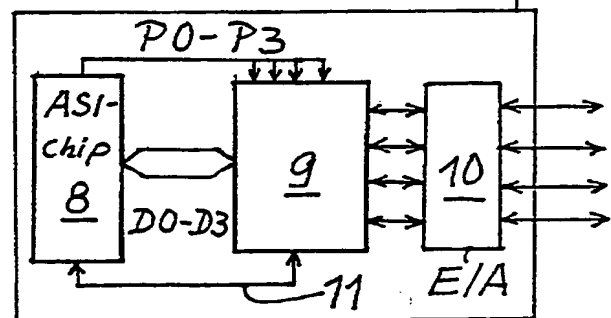 P0-P3
ASI-
chip
8
D0-D3
9
10
E/A
11